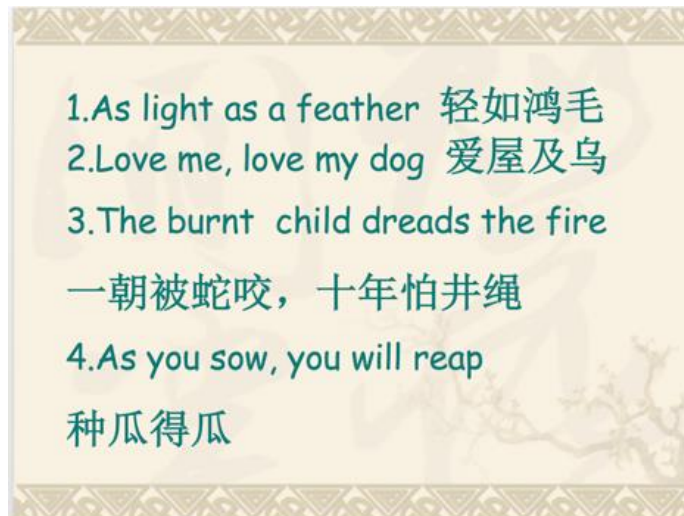 1.As light as a feather 轻如鸿毛
2.Love me, love my dog 爱屋及乌
3.The burnt child dreads the fire
一朝被蛇咬，十年怕井绳
4.As you sow, you will reap
种瓜得瓜